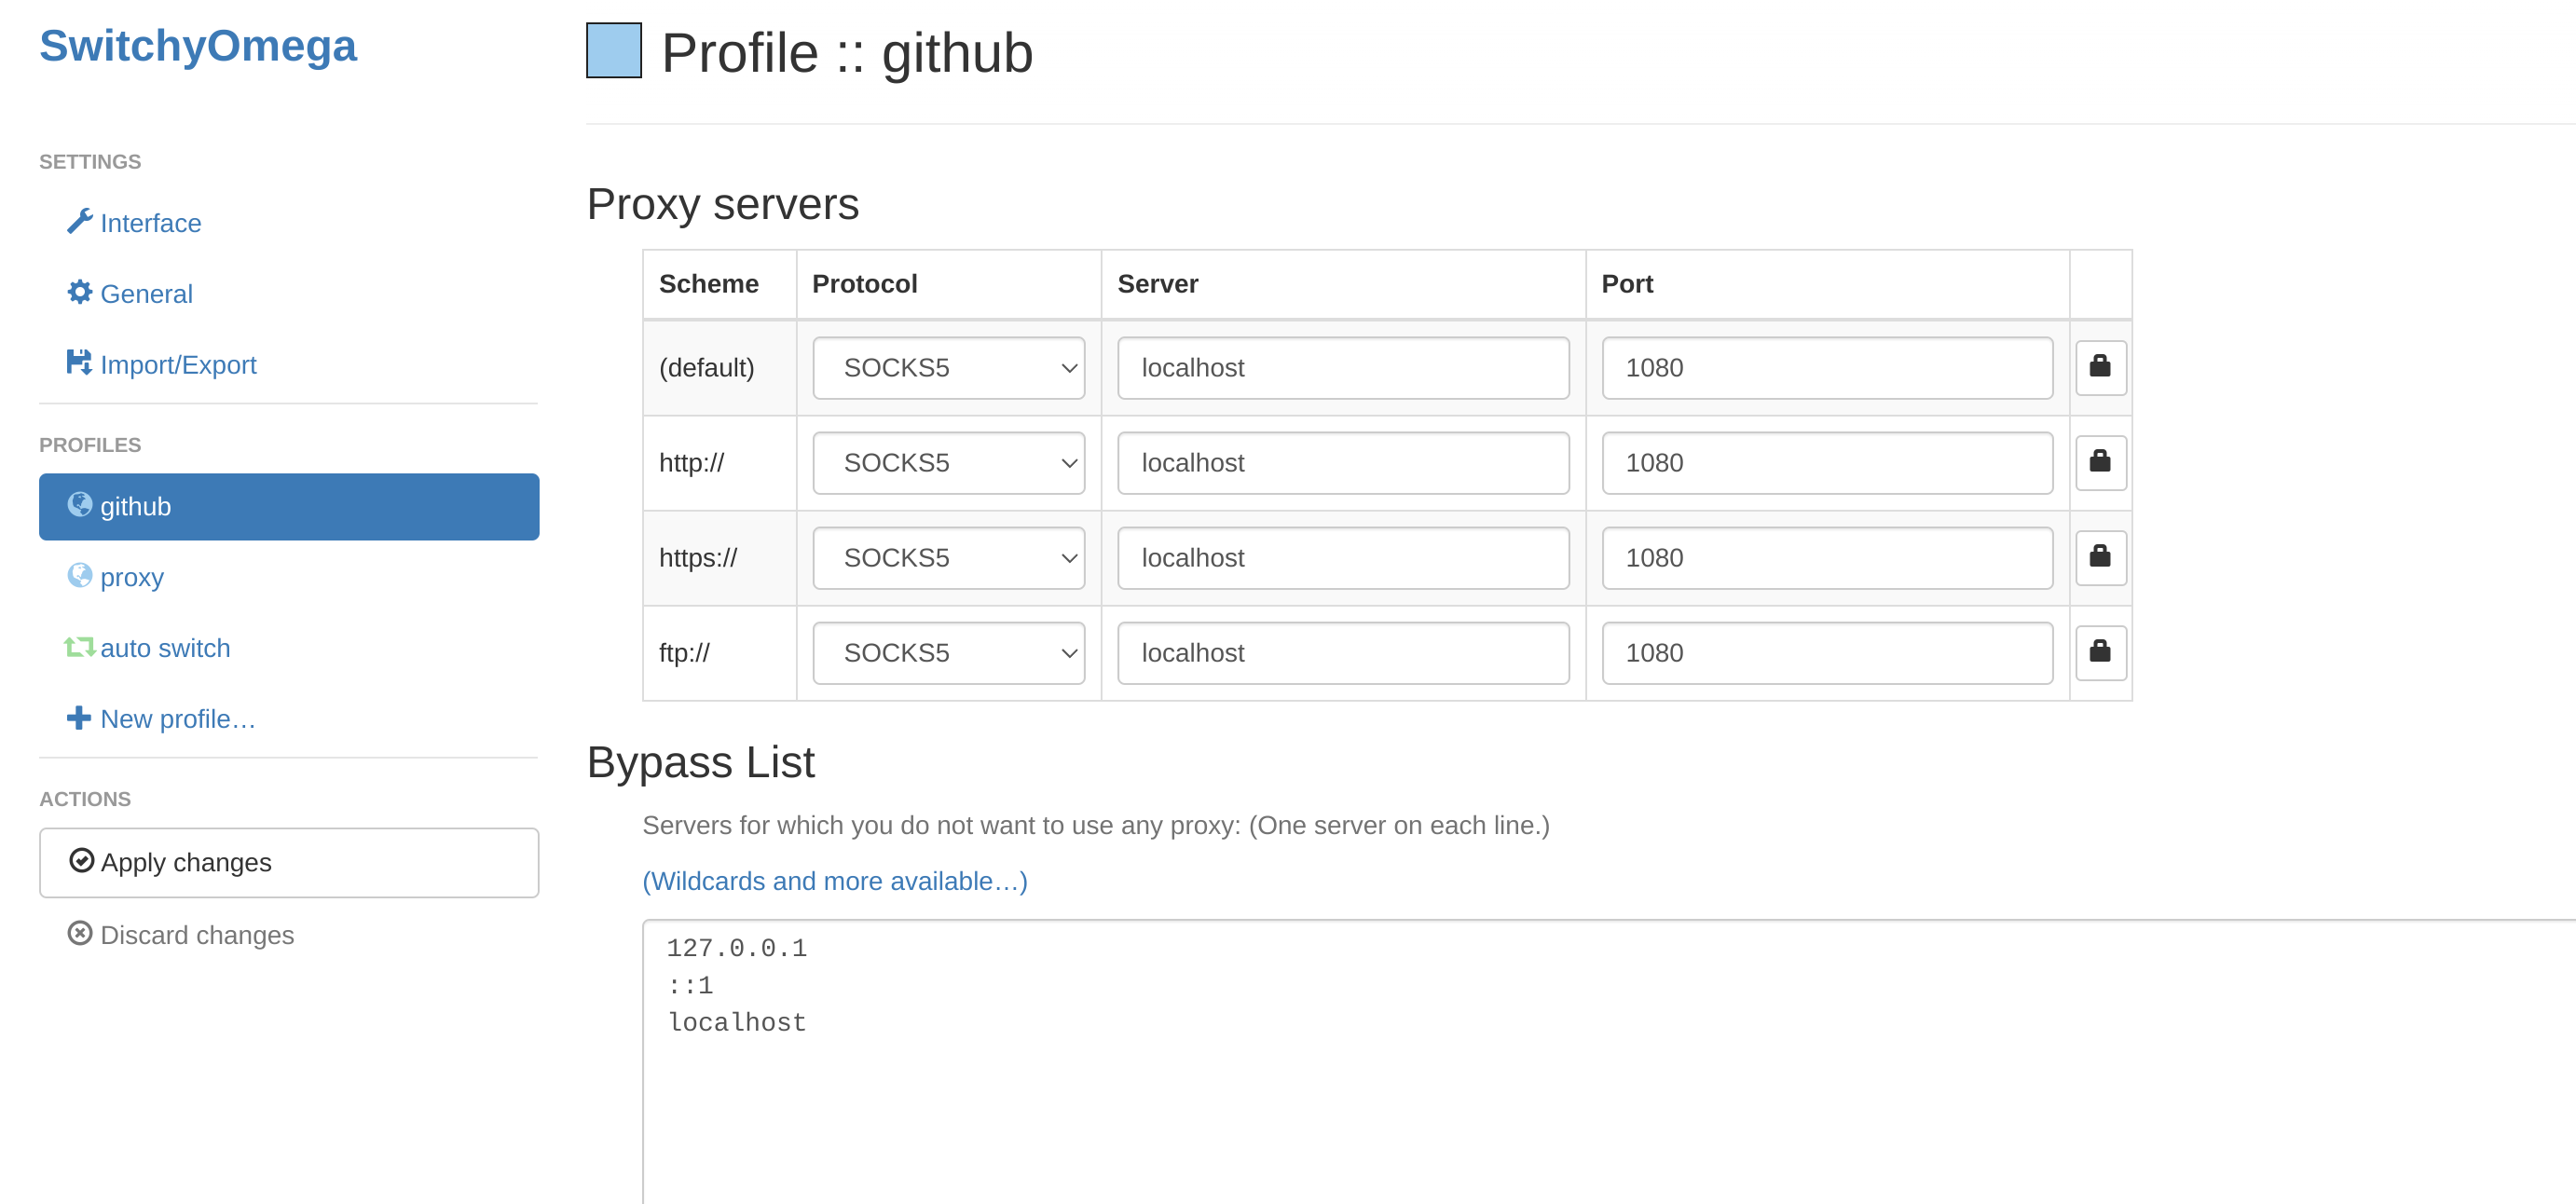 SwitchyOmega
SETTINGS
Interface
General
Import/Export
PROFILES
github
proxy
auto switch
New profile…
ACTIONS
Apply changes
Discard changes
Profile :: github
Proxy servers
Scheme Protocol Server Port
(default) SOCKS5 localhost 1080
http:// SOCKS5 localhost 1080
https:// SOCKS5 localhost 1080
ftp:// SOCKS5 localhost 1080
Bypass List
Servers for which you do not want to use any proxy: (One server on each line.)
(Wildcards and more available…)
127.0.0.1
::1
localhost